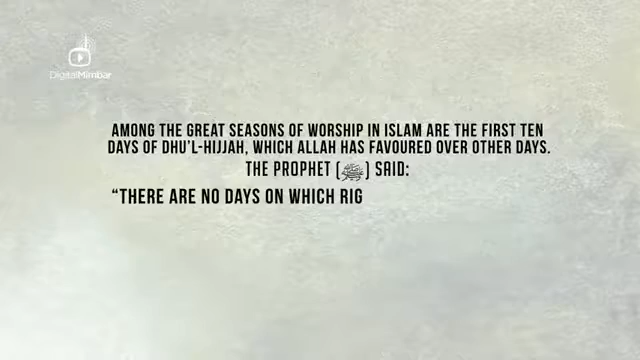 DigitalMimbar
AMONG THE GREAT SEASONS OF WORSHIP IN ISLAM ARE THE FIRST TEN
DAYS OF DHU'L-HIJJAH, WHICH ALLAH HAS FAVOURED OVER OTHER DAYS.
THE PROPHET (ﷺ) SAID:
“THERE ARE NO DAYS ON WHICH RIG